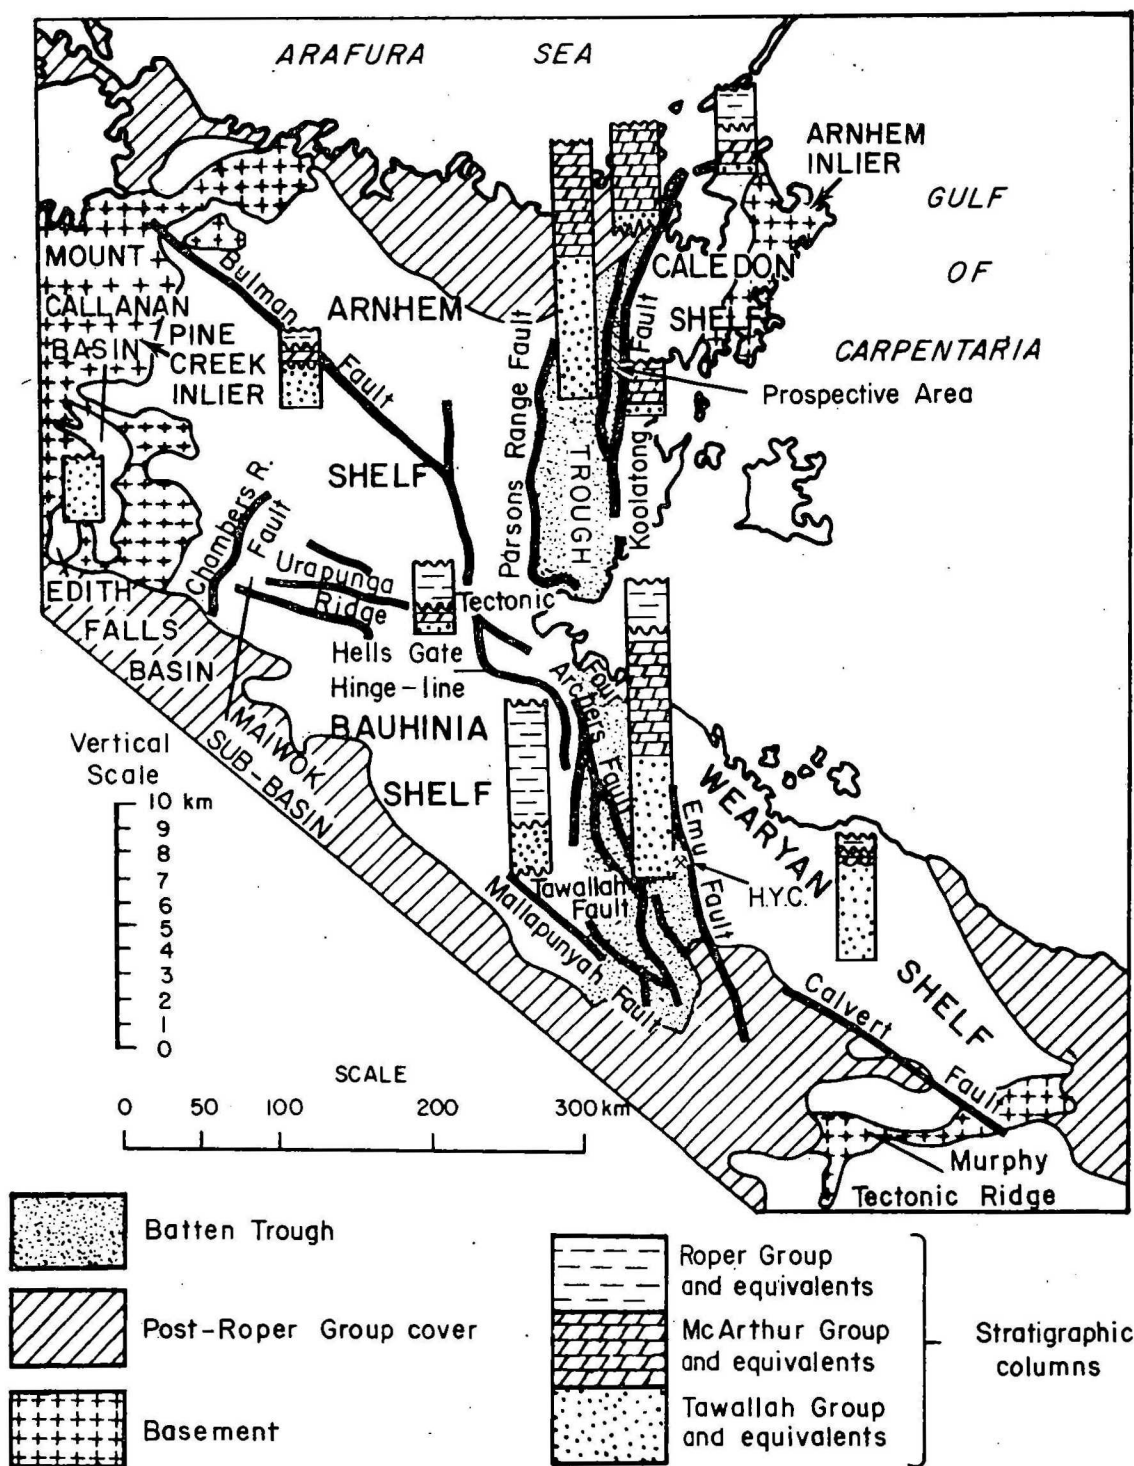 ARAFURA SEA
ARNHEM
INLIER
GULF
OF
CARPENTARIA
MOUNT
CALLANAN
BASIN
PINE
CREEK
INLIER
Bulman
Fault
ARNHEM
SHELF
CALEDON
SHELF
Prospective Area
Parsons Range Fault
TROUGH
Koolatong
Fault
Chambers R.
Fault
Urapunga
Ridge
Tectonic
EDITH
FALLS
BASIN
Hells Gate
Hinge-line
BAUHINIA
SHELF
MAIWOK
SUB-BASIN
Four
Archers
Fault
Vertical
Scale
10 km
9
8
7
6
5
4
3
2
1
0
Tawallah
Fault
Mallapunyah Fault
Emu
Fault
H.Y.C.
WEARYAN
SHELF
Calvert
Fault
Murphy
Tectonic Ridge
SCALE
0 50 100 200 300 km
Batten Trough
Post-Roper Group cover
Basement
Roper Group
and equivalents
McArthur Group
and equivalents
Tawallah Group
and equivalents
Stratigraphic
columns